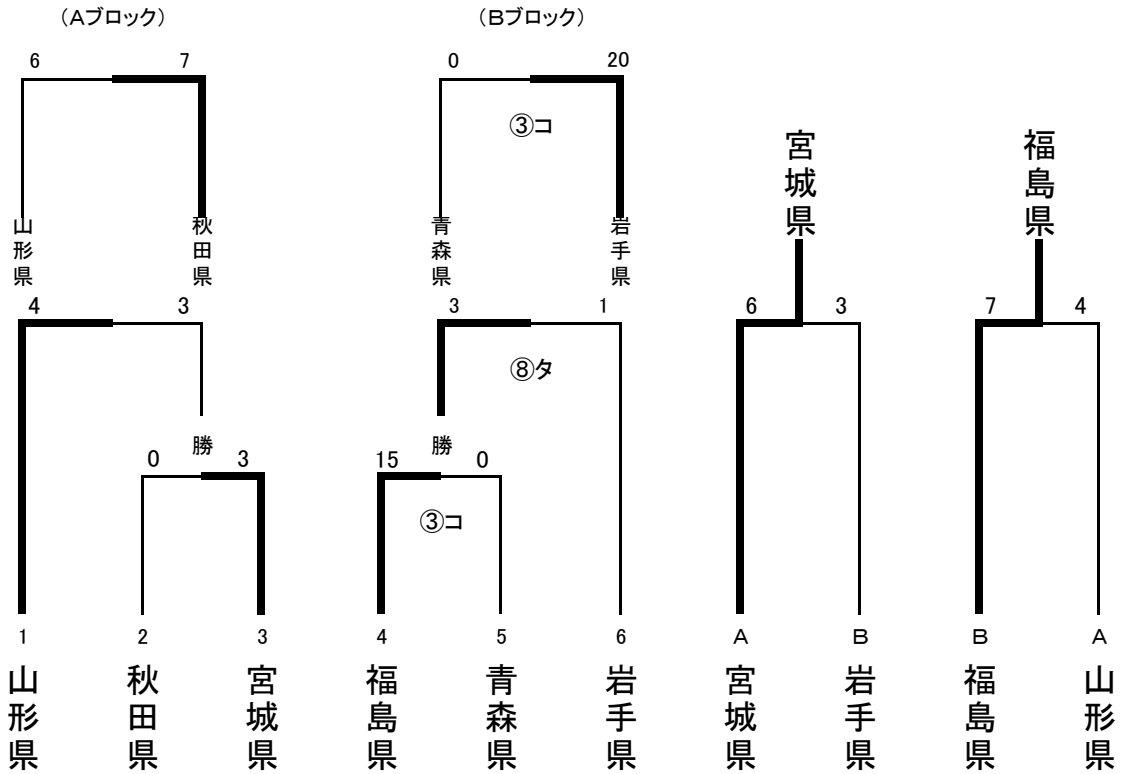 (Aブロック)
(Bブロック)
6 7
0 20
③コ
宮城県
福島県
山形県
秋田県
青森県
岩手県
4 3
3 1
6 3
7 4
⑧タ
勝
勝
0 3
15 0
③コ
1 2 3 4 5 6 A B B A
山形県
秋田県
宮城県
福島県
青森県
岩手県
宮城県
岩手県
福島県
山形県